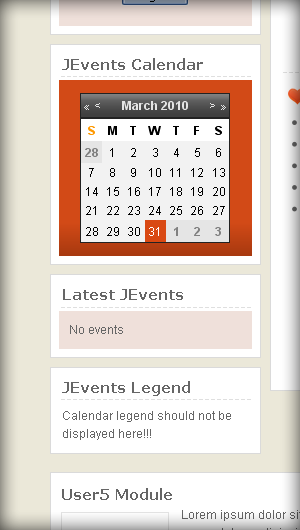 JEvents Calendar
« < March 2010 > »
S M T W T F S
28 1 2 3 4 5 6
7 8 9 10 11 12 13
14 15 16 17 18 19 20
21 22 23 24 25 26 27
28 29 30 31 1 2 3
Latest JEvents
No events
JEvents Legend
Calendar legend should not be
displayed here!!!
User5 Module
Lorem ipsum dolor si